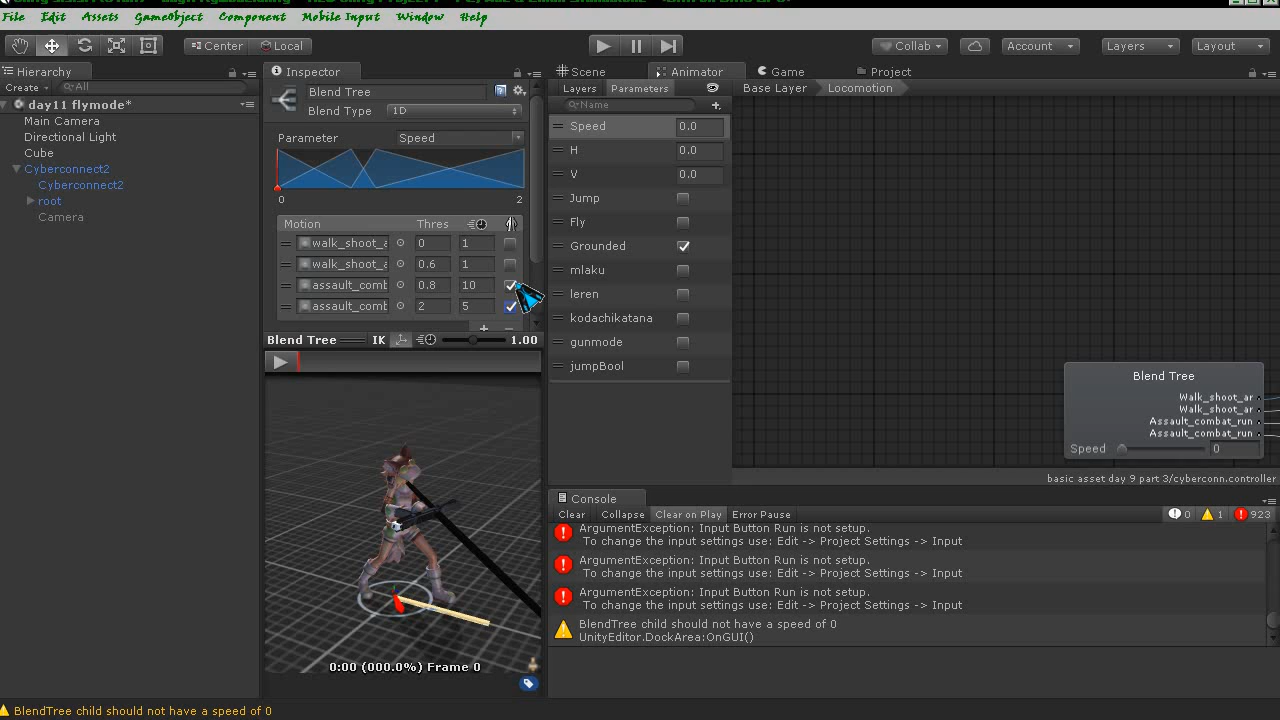 File Edit Assets GameObject Component Mobile Input Window Help
Center Local Collab Account Layers Layout
Hierarchy
Create All
day11 flymode*
Main Camera
Directional Light
Cube
Cyberconnect2
Cyberconnect2
root
Camera
Inspector
Blend Tree
Blend Type 1D
Parameter Speed
0 2
Motion Thres
walk_shoot_a 0 1
walk_shoot_a 0.6 1
assault_comb 0.8 10
assault_comb 2 5
Blend Tree IK 1.00
0:00 (000.0%) Frame 0
Scene Animator Game Project
Layers Parameters Base Layer Locomotion
Name
Speed 0.0
H 0.0
V 0.0
Jump
Fly
Grounded
mlaku
leren
kodachikatana
gunmode
jumpBool
Blend Tree
Walk_shoot_ar
Walk_shoot_ar
Assault_combat_run
Assault_combat_run
Speed 0
basic asset day 9 part 3/cyberconn.controller
Console
Clear Collapse Clear on Play Error Pause 0 1 923
ArgumentException: Input Button Run is not setup.
To change the input settings use: Edit -> Project Settings -> Input
ArgumentException: Input Button Run is not setup.
To change the input settings use: Edit -> Project Settings -> Input
ArgumentException: Input Button Run is not setup.
To change the input settings use: Edit -> Project Settings -> Input
BlendTree child should not have a speed of 0
UnityEditor.DockArea:OnGUI()
BlendTree child should not have a speed of 0